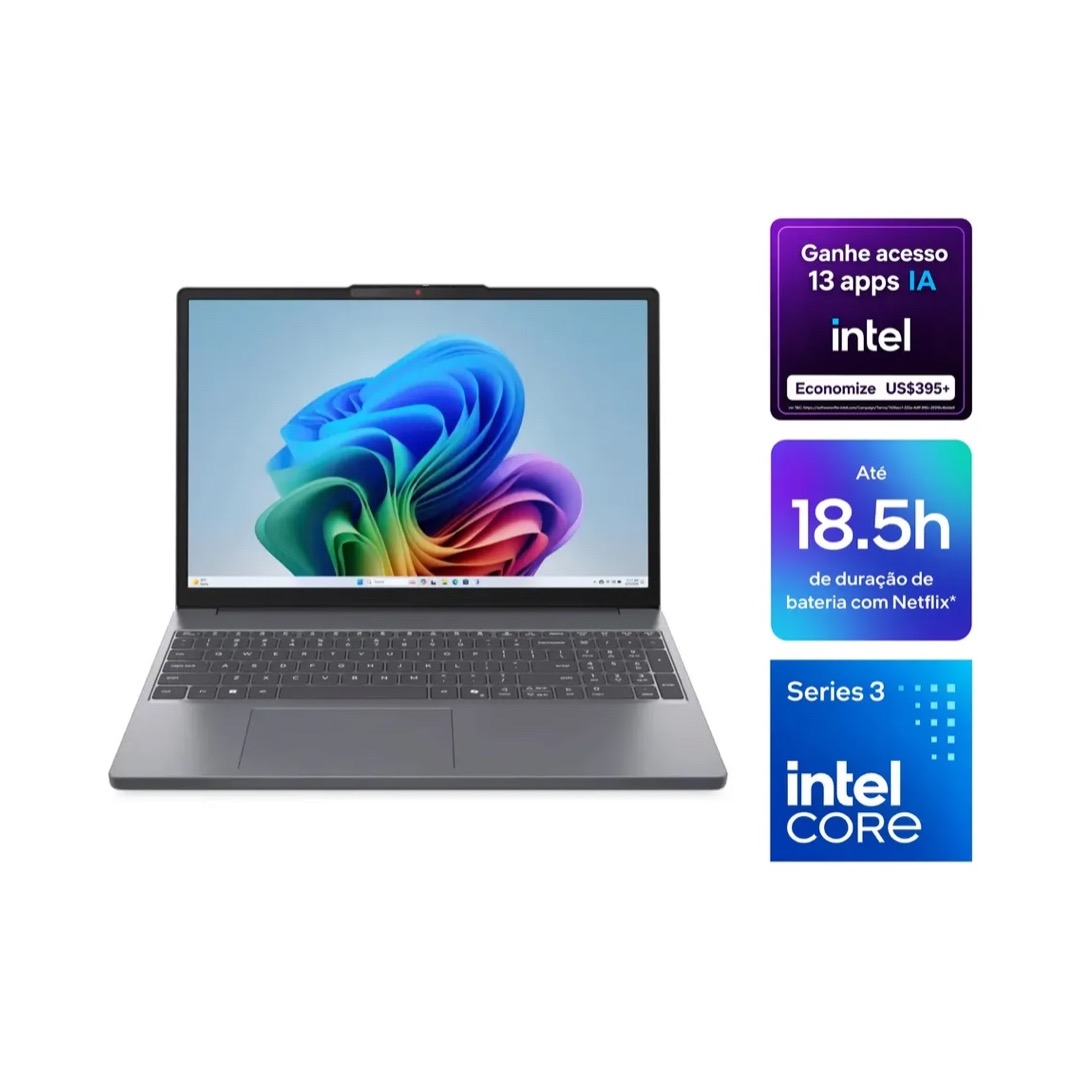 Ganhe acesso
13 apps IA
intel
Economize US$395+
Até
18.5h
de duração de
bateria com Netflix*
Series 3
intel
CORE